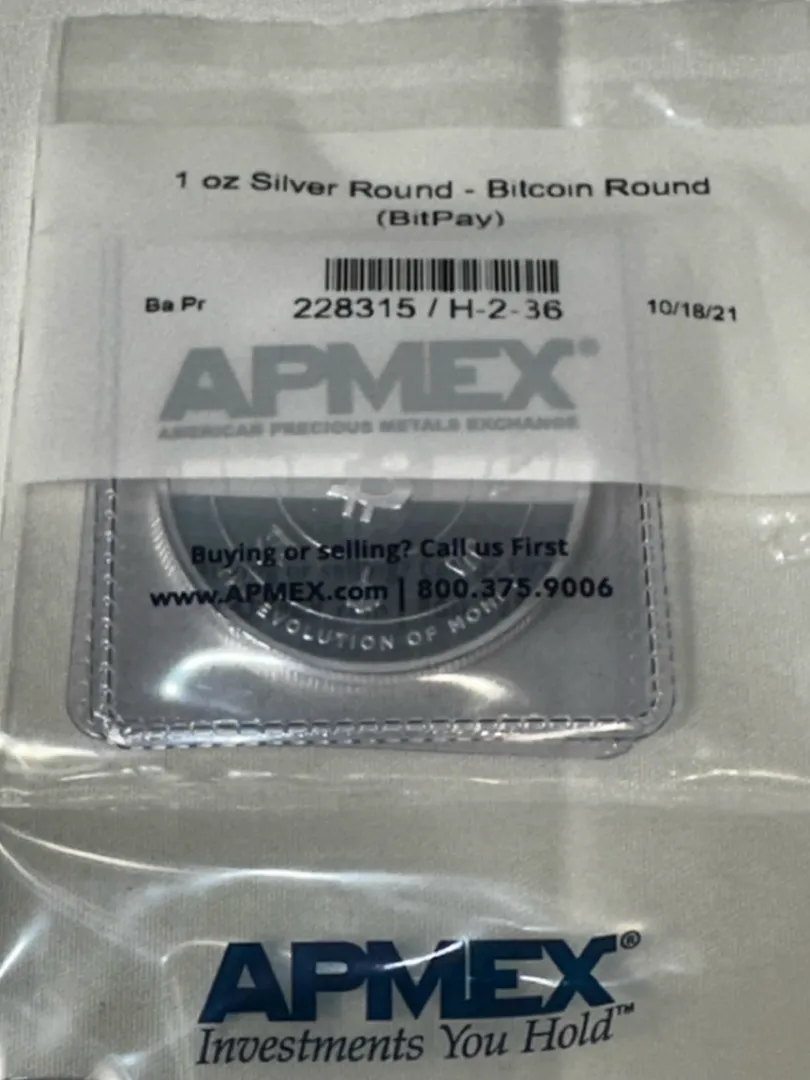 1 oz Silver Round - Bitcoin Round
(BitPay)
Ba Pr
228315 / H-2-36
10/18/21
APMEX®
AMERICAN PRECIOUS METALS EXCHANGE
Buying or selling? Call us First
www.APMEX.com | 800.375.9006
EVOLUTION OF
APMEX®
Investments You Hold™